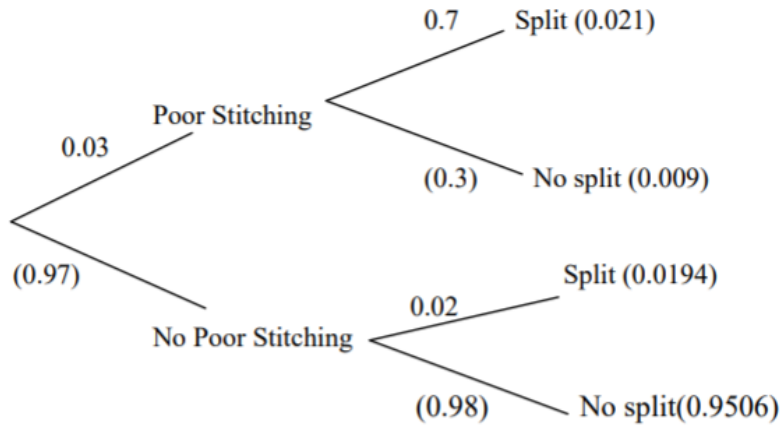 0.7
Split (0.021)
Poor Stitching
0.03
(0.3)
No split (0.009)
(0.97)
Split (0.0194)
0.02
No Poor Stitching
(0.98)
No split(0.9506)